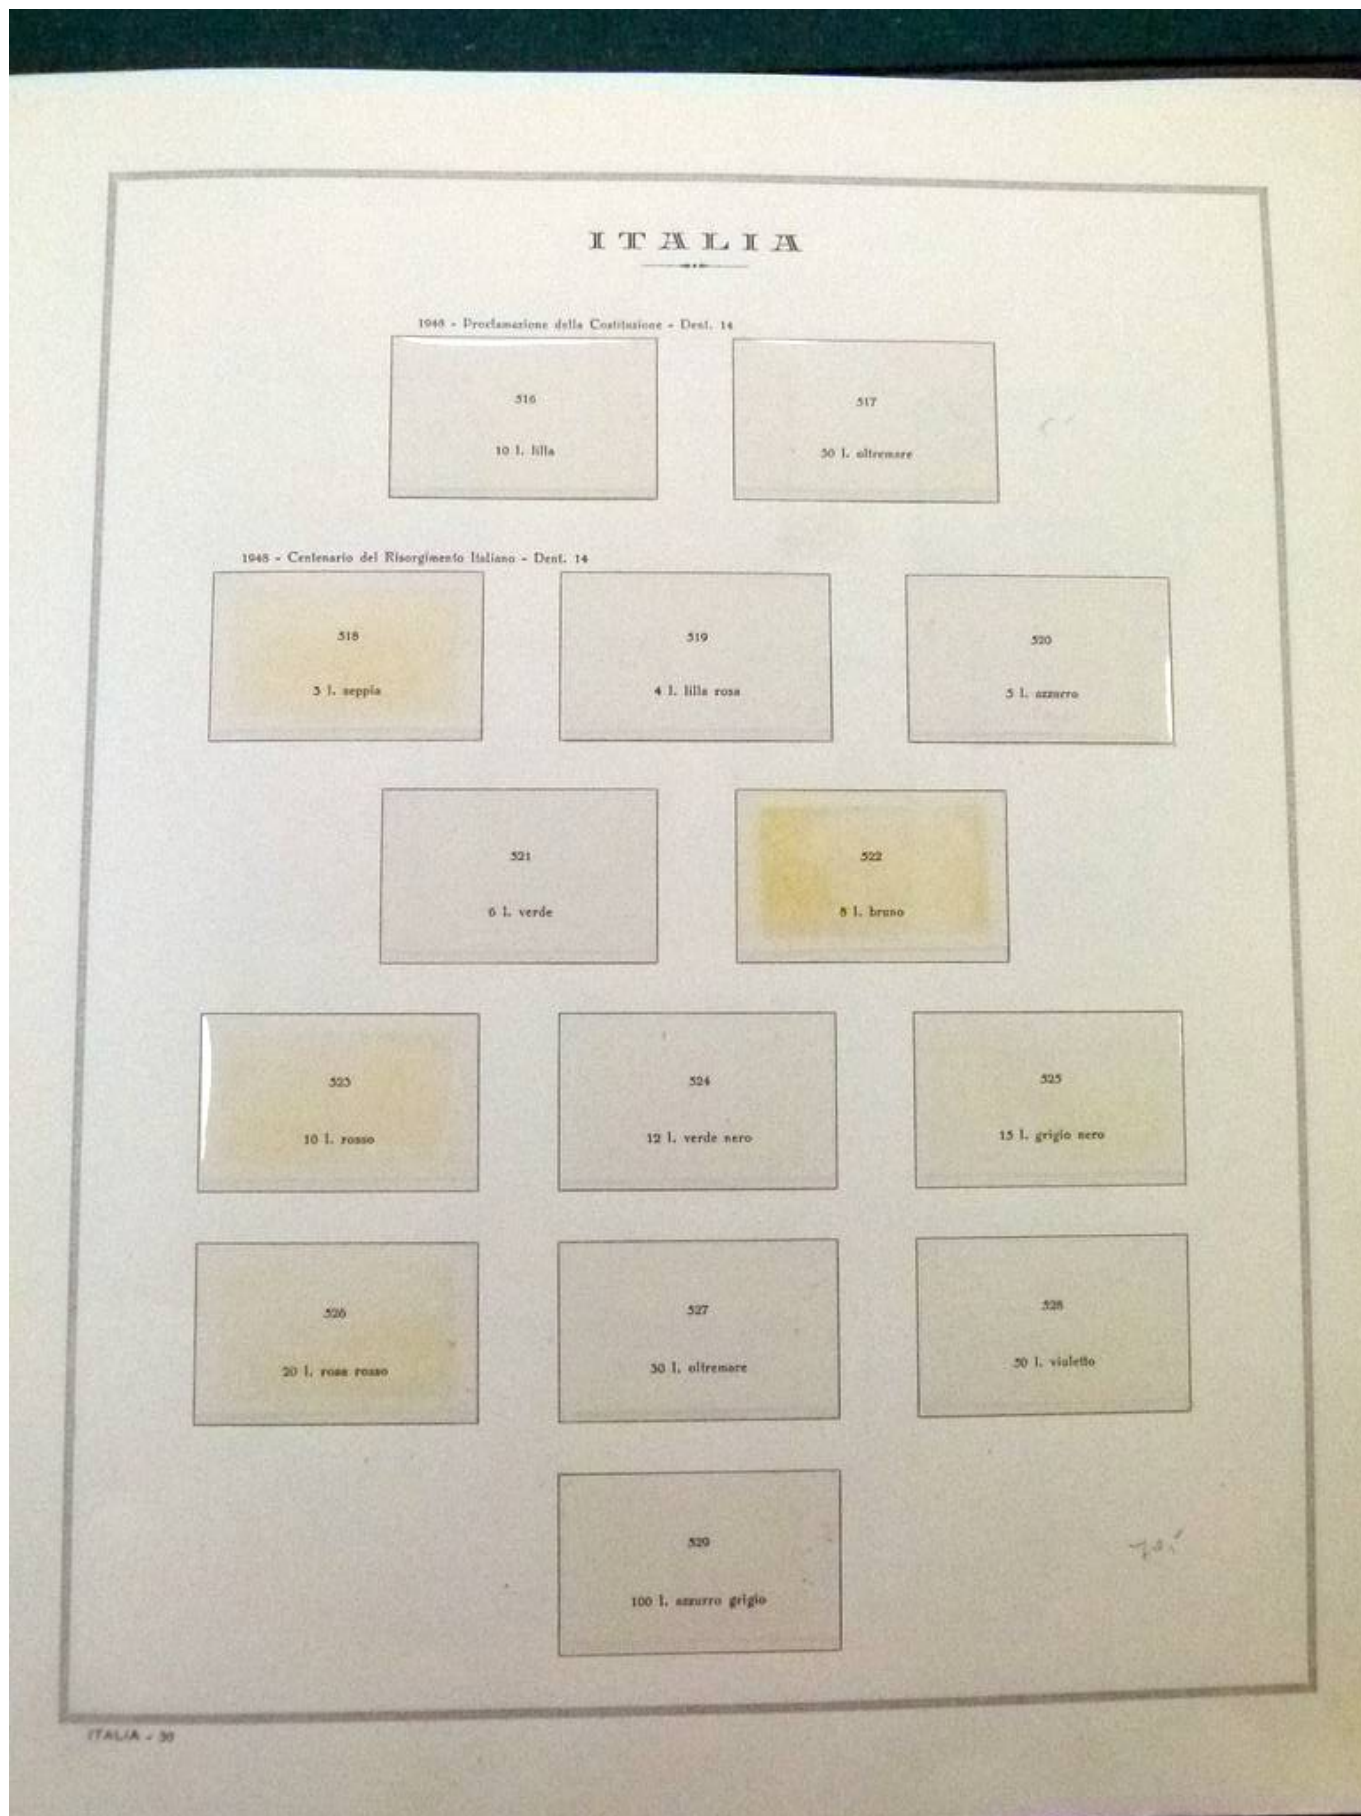 ITALIA
1948 - Proclamazione della Costituzione - Dent. 14
516
517
10 l. lilla
30 l. oltremare
1948 - Centenario del Risorgimento Italiano - Dent. 14
518
519
520
3 l. seppia
4 l. lilla rosa
5 l. azzurro
521
522
6 l. verde
8 l. bruno
523
524
525
10 l. rosso
12 l. verde nero
15 l. grigio nero
526
527
528
20 l. rosa rosso
30 l. oltremare
50 l. violetto
529
100 l. azzurro grigio
ITALIA - 30